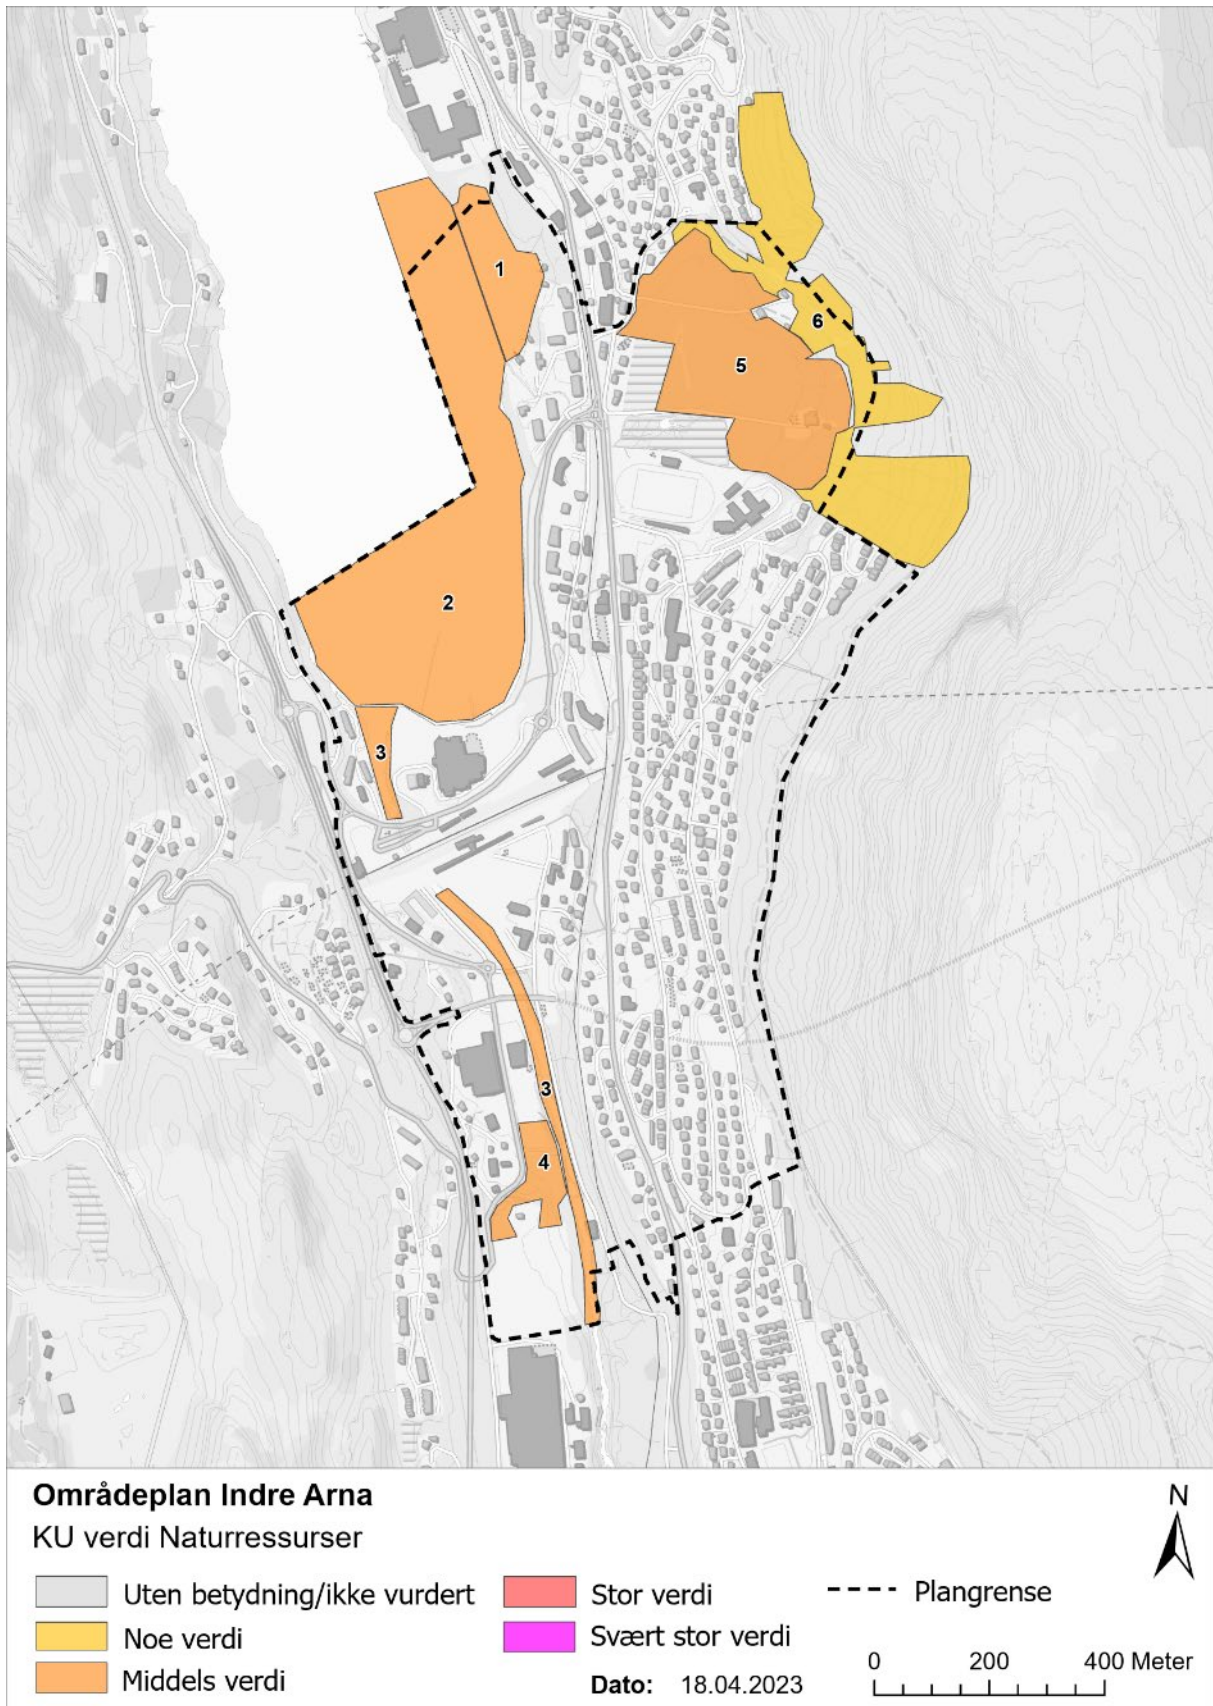 1
6
5
2
3
3
4
Områdeplan Indre Arna
KU verdi Naturressurser
N
Uten betydning/ikke vurdert
Stor verdi
Plangrense
Noe verdi
Svært stor verdi
Middels verdi
Dato: 18.04.2023
0 200 400 Meter